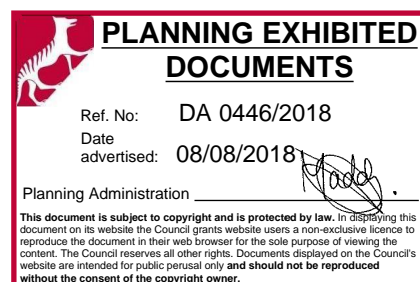 PLANNING EXHIBITED
DOCUMENTS
Ref. No: DA 0446/2018
Date
advertised: 08/08/2018
Planning Administration
This document is subject to copyright and is protected by law. In displaying this
document on its website the Council grants website users a non-exclusive licence to
reproduce the document in their web browser for the sole purpose of viewing the
content. The Council reserves all other rights. Documents displayed on the Council's
website are intended for public perusal only and should not be reproduced
without the consent of the copyright owner.